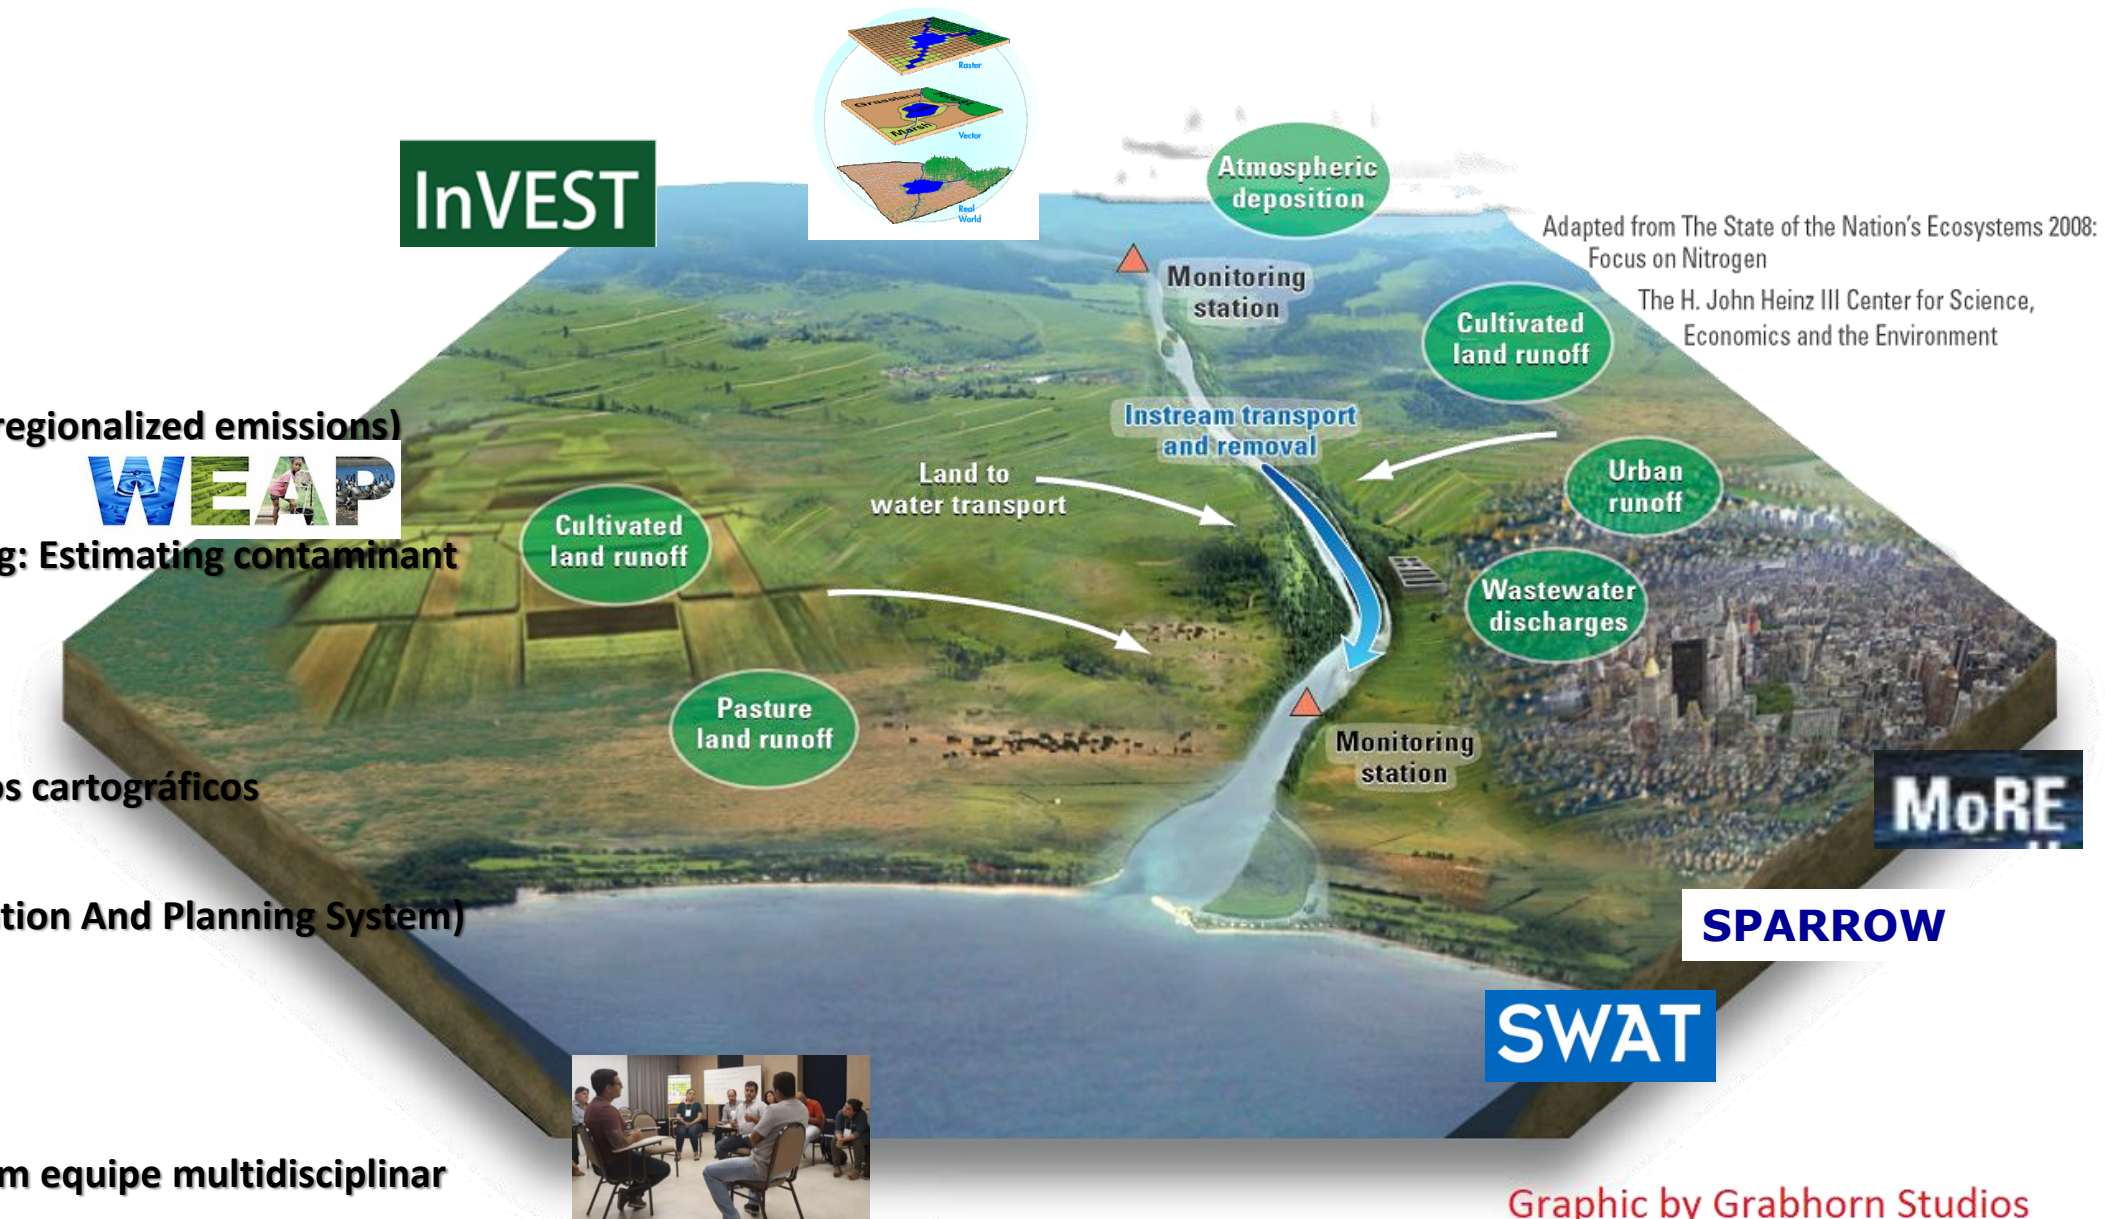 Raster
Grassland
Marsh
Vector
Real
World
InVEST
Atmospheric
deposition
Adapted from The State of the Nation's Ecosystems 2008:
Focus on Nitrogen
The H. John Heinz III Center for Science,
Economics and the Environment
Monitoring
station
Cultivated
land runoff
regionalized emissions)
WEAP
Instream transport
and removal
Land to
water transport
Urban
runoff
Cultivated
land runoff
g: Estimating contaminant
Wastewater
discharges
Pasture
land runoff
Monitoring
station
os cartográficos
MoRE
tion And Planning System)
SPARROW
SWAT
m equipe multidisciplinar
Graphic by Grabhorn Studios